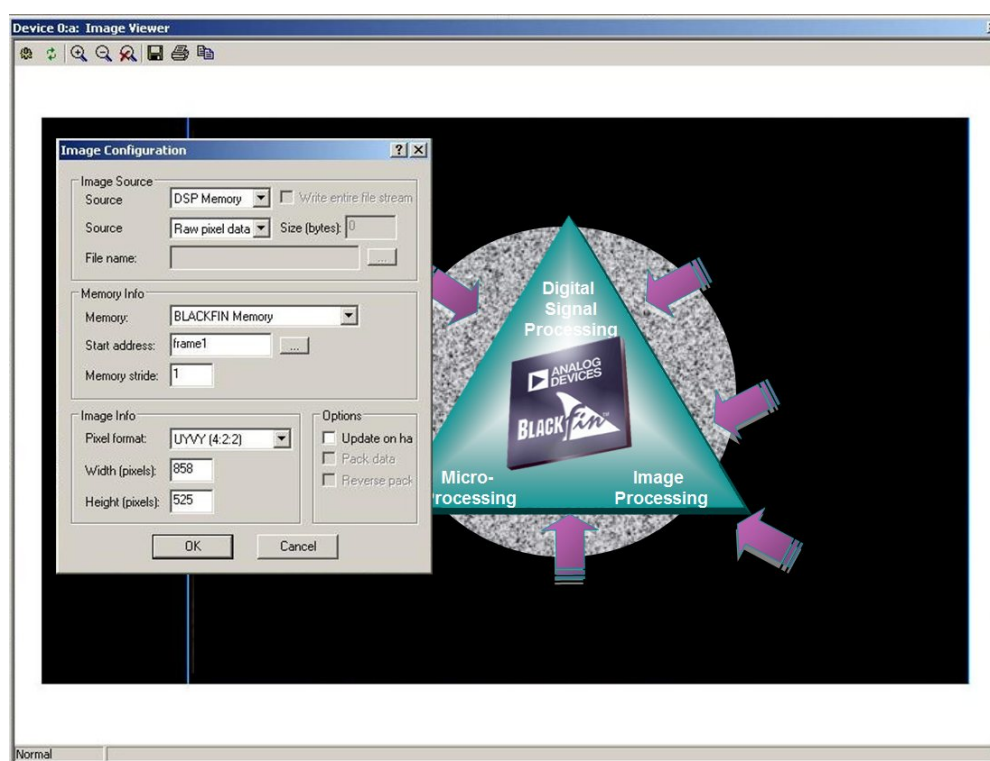 Device 0:a: Image Viewer
Image Configuration
Image Source
Source DSP Memory Write entire file stream
Source Raw pixel data Size (bytes): 0
File name: ...
Memory Info
Memory: BLACKFIN Memory
Start address: frame1 ...
Memory stride: 1
Image Info
Pixel format: UYVY (4:2:2)
Width (pixels): 858
Height (pixels): 525
Options
Update on ha
Pack data
Reverse pack
OK Cancel
Digital
Signal
Processing
ANALOG
DEVICES
BLACKfin™
Micro-
rocessing
Image
Processing
Normal